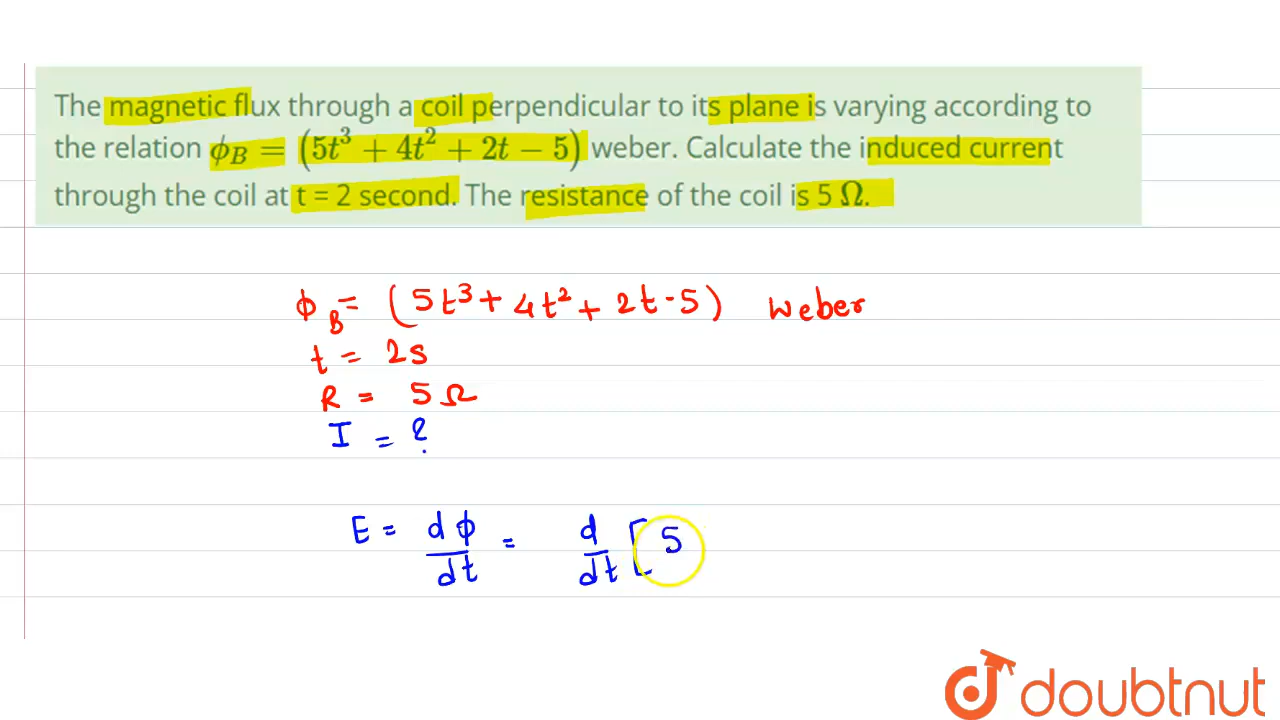 The magnetic flux through a coil perpendicular to its plane is varying according to
the relation ϕ_B = (5t³ + 4t² + 2t − 5) weber. Calculate the induced current
through the coil at t = 2 second. The resistance of the coil is 5 Ω.
ϕ_B = (5t³ + 4t² + 2t - 5) weber
t = 2s
R = 5 Ω
I = ?
E = dϕ/dt = d/dt [ 5
doubtnut